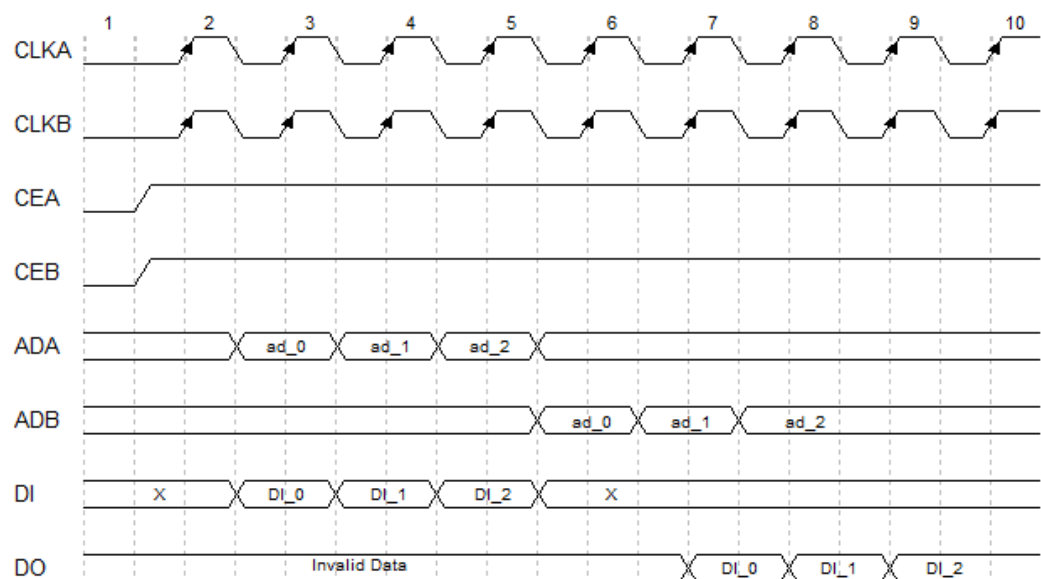 1 2 3 4 5 6 7 8 9 10
CLKA
CLKB
CEA
CEB
ADA ad_0 ad_1 ad_2
ADB ad_0 ad_1 ad_2
DI X DI_0 DI_1 DI_2 X
DO Invalid Data DI_0 DI_1 DI_2